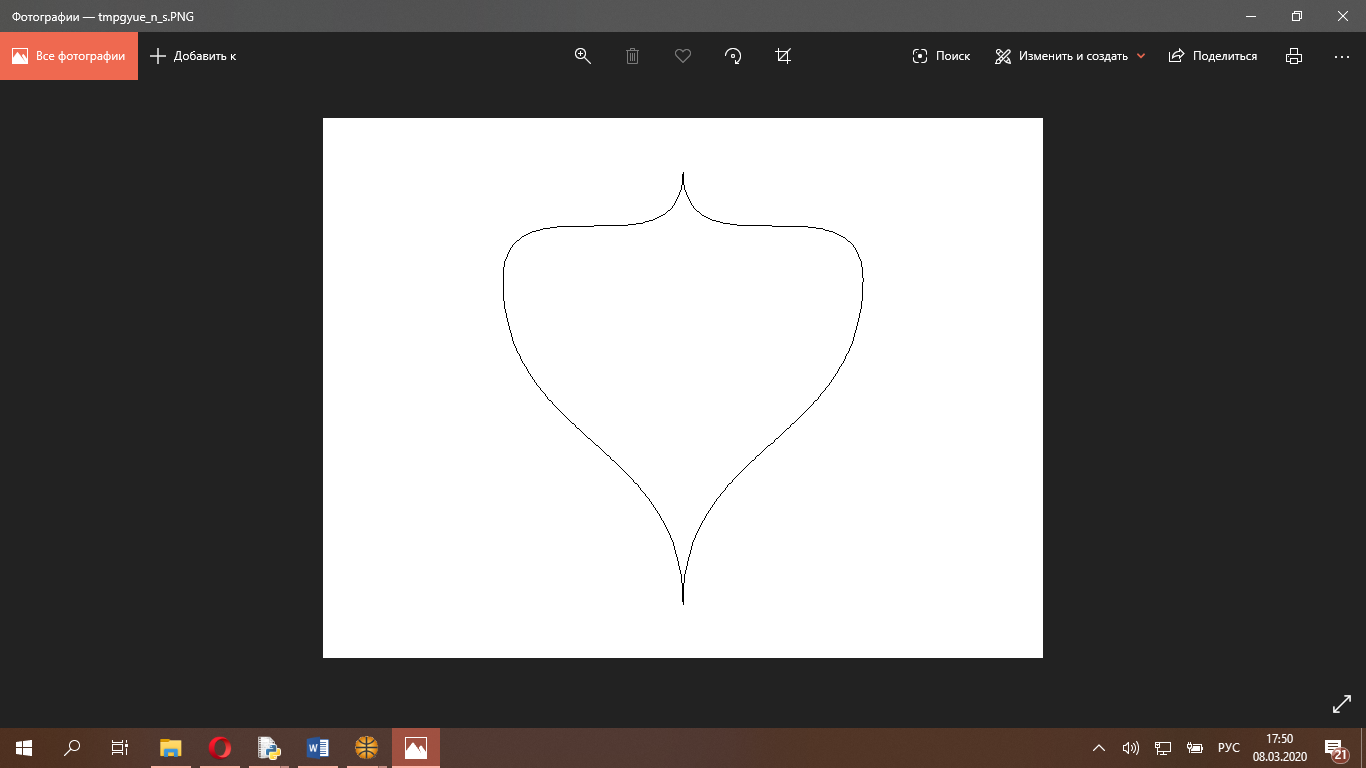 Фотографии — tmpgyue_n_s.PNG
Все фотографии
Добавить к
Поиск
Изменить и создать
Поделиться
W
РУС
17:50
08.03.2020
21